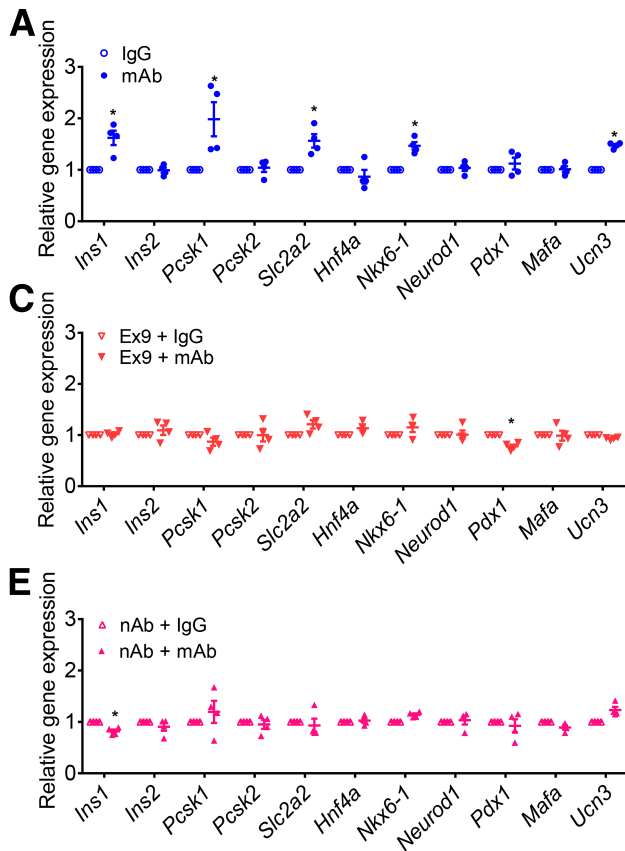 A
Relative gene expression
IgG
mAb
3
2
1
0
*
*
*
*
*
Ins1
Ins2
Pcsk1
Pcsk2
Slc2a2
Hnf4a
Nkx6-1
Neurod1
Pdx1
Mafa
Ucn3
C
Relative gene expression
Ex9 + IgG
Ex9 + mAb
3
2
1
0
*
Ins1
Ins2
Pcsk1
Pcsk2
Slc2a2
Hnf4a
Nkx6-1
Neurod1
Pdx1
Mafa
Ucn3
E
Relative gene expression
nAb + IgG
nAb + mAb
3
2
1
0
*
Ins1
Ins2
Pcsk1
Pcsk2
Slc2a2
Hnf4a
Nkx6-1
Neurod1
Pdx1
Mafa
Ucn3